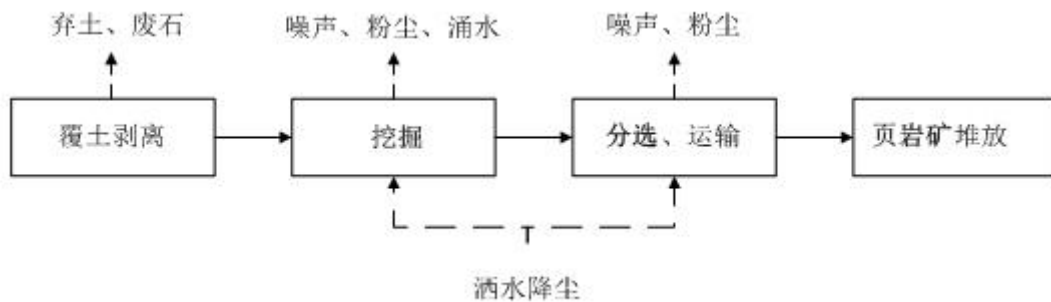 弃土、废石
噪声、粉尘、涌水
噪声、粉尘
覆土剥离
挖掘
分选、运输
页岩矿堆放
洒水降尘